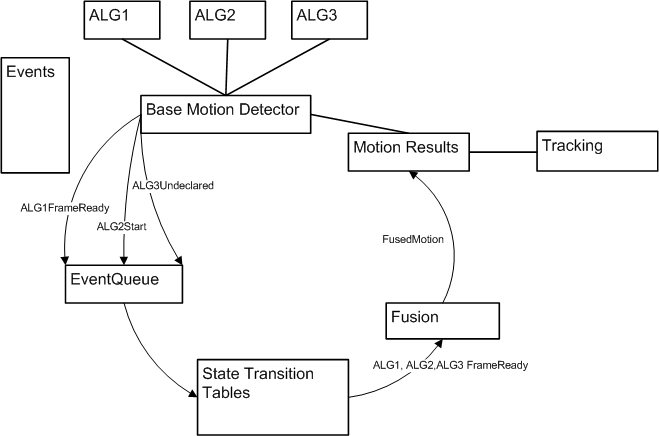 ALG1
ALG2
ALG3
Events
Base Motion Detector
Motion Results
Tracking
ALG3Undeclared
ALG1FrameReady
ALG2Start
FusedMotion
EventQueue
Fusion
State Transition
Tables
ALG1, ALG2,ALG3 FrameReady